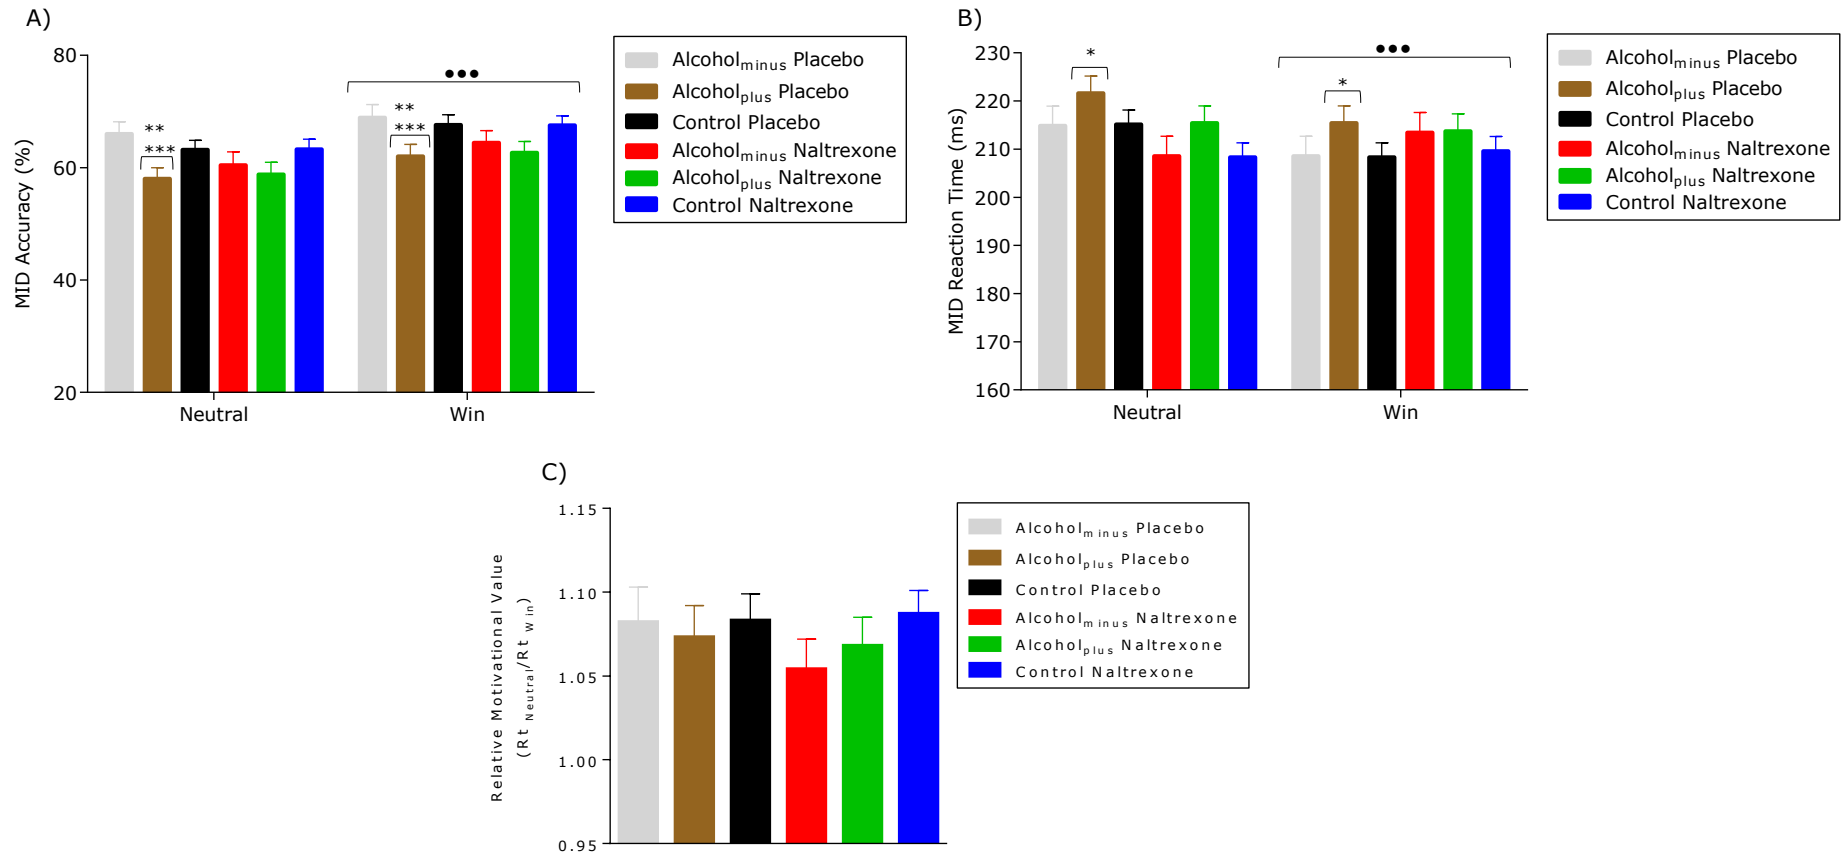 A)
MID Accuracy (%)
80
60
40
20
**
***
**
***
●●●
Neutral
Win
Alcoholminus Placebo
Alcoholplus Placebo
Control Placebo
Alcoholminus Naltrexone
Alcoholplus Naltrexone
Control Naltrexone
B)
MID Reaction Time (ms)
230
220
210
200
190
180
170
160
*
*
●●●
Neutral
Win
Alcoholminus Placebo
Alcoholplus Placebo
Control Placebo
Alcoholminus Naltrexone
Alcoholplus Naltrexone
Control Naltrexone
C)
Relative Motivational Value
(Rt Neutral/Rt Win)
1.15
1.10
1.05
1.00
0.95
Alcoholminus Placebo
Alcoholplus Placebo
Control Placebo
Alcoholminus Naltrexone
Alcoholplus Naltrexone
Control Naltrexone